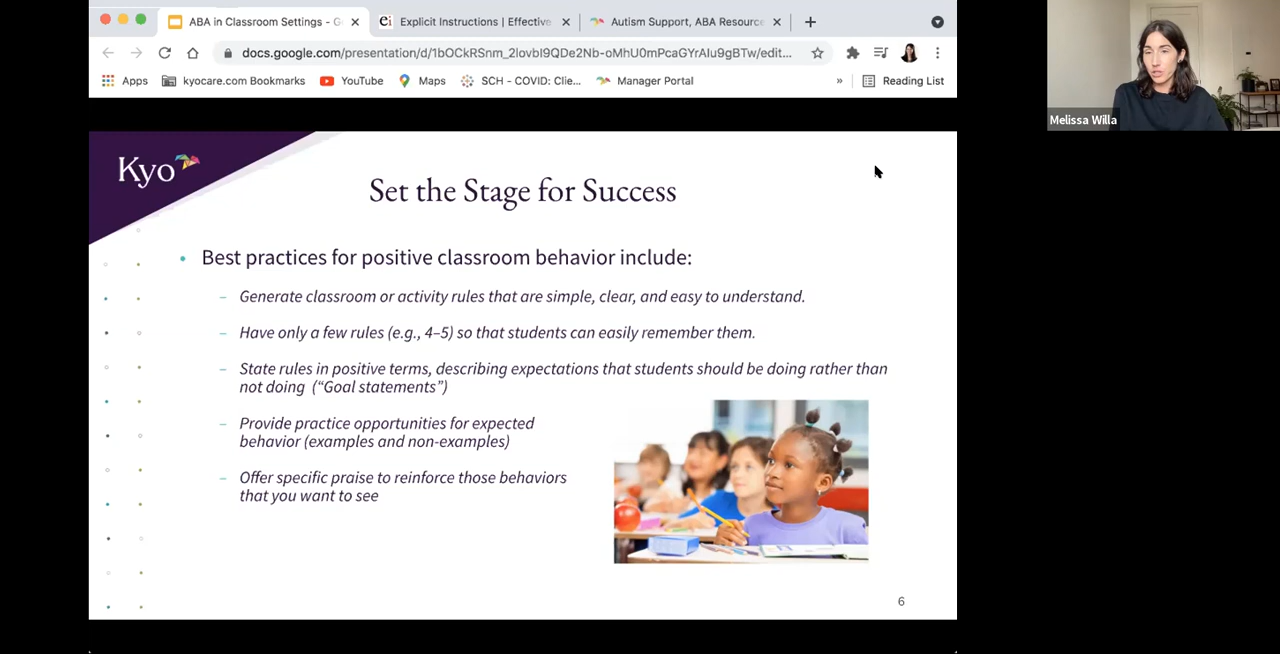 ABA in Classroom Settings - G
Explicit Instructions | Effective
Autism Support, ABA Resource
docs.google.com/presentation/d/1bOCkRSnm_2lovbI9QDe2Nb-oMhU0mPcaGYrAIu9gBTw/edit...
Apps
kyocare.com Bookmarks
YouTube
Maps
SCH - COVID: Clie...
Manager Portal
»
Reading List
Melissa Willa
Kyo
Set the Stage for Success
• Best practices for positive classroom behavior include:
– Generate classroom or activity rules that are simple, clear, and easy to understand.
– Have only a few rules (e.g., 4–5) so that students can easily remember them.
– State rules in positive terms, describing expectations that students should be doing rather than
not doing (“Goal statements”)
– Provide practice opportunities for expected
behavior (examples and non-examples)
– Offer specific praise to reinforce those behaviors
that you want to see
6